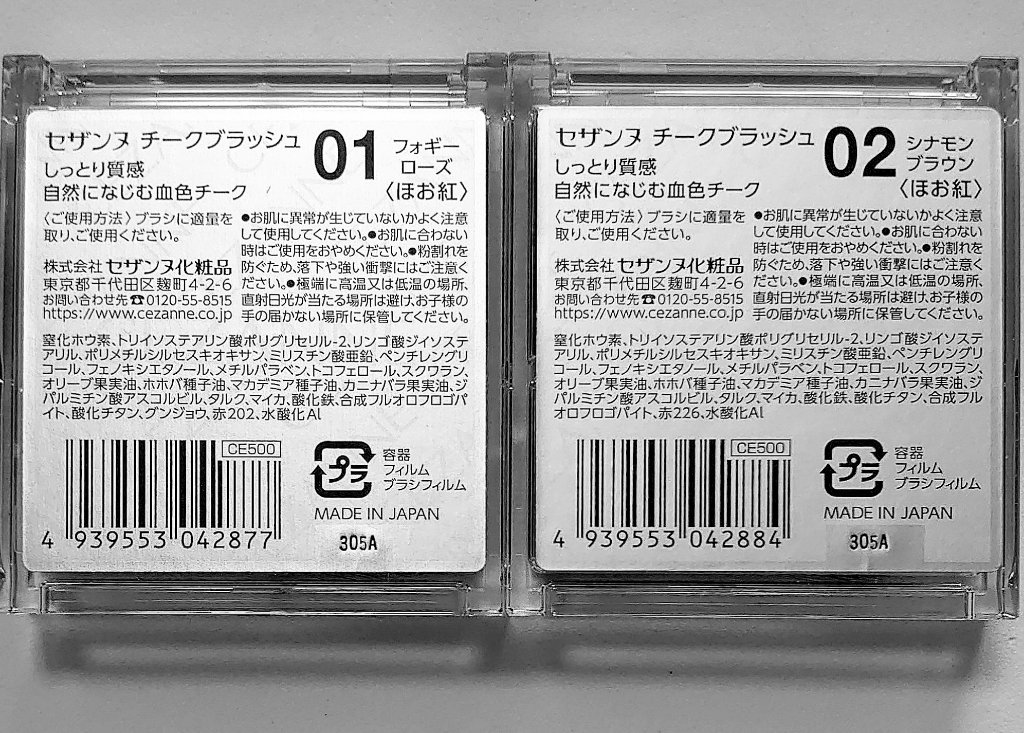 セザンヌ チークブラッシュ
しっとり質感
自然になじむ血色チーク
01
フォギー
ローズ
〈ほお紅〉
〈ご使用方法〉ブラシに適量を
取り、ご使用ください。
株式会社 セザンヌ化粧品
東京都千代田区麹町4-2-6
お問い合わせ先☎0120-55-8515
https://www.cezanne.co.jp
●お肌に異常が生じていないかよく注意
して使用してください。●お肌に合わない
時はご使用をおやめください。●粉割れを
防ぐため、落下や強い衝撃にはご注意く
ださい。●極端に高温又は低温の場所、
直射日光が当たる場所は避け、お子様の
手の届かない場所に保管してください。
窒化ホウ素、トリイソステアリン酸ポリグリセリル-2、リンゴ酸ジイソステ
アリル、ポリメチルシルセスキオキサン、ミリスチン酸亜鉛、ペンチレングリ
コール、フェノキシエタノール、メチルパラベン、トコフェロール、スクワラン、
オリーブ果実油、ホホバ種子油、マカデミア種子油、カニナバラ果実油、ジ
パルミチン酸アスコルビル、タルク、マイカ、酸化鉄、合成フルオロフロゴパ
イト、酸化チタン、グンジョウ、赤202、水酸化Al
CE500
4 939553 042877
プラ
容器
フィルム
ブラシフィルム
MADE IN JAPAN
305A
セザンヌ チークブラッシュ
しっとり質感
自然になじむ血色チーク
02
シナモン
ブラウン
〈ほお紅〉
〈ご使用方法〉ブラシに適量を
取り、ご使用ください。
株式会社 セザンヌ化粧品
東京都千代田区麹町4-2-6
お問い合わせ先☎0120-55-8515
https://www.cezanne.co.jp
●お肌に異常が生じていないかよく注意
して使用してください。●お肌に合わない
時はご使用をおやめください。●粉割れを
防ぐため、落下や強い衝撃にはご注意く
ださい。●極端に高温又は低温の場所、
直射日光が当たる場所は避け、お子様の
手の届かない場所に保管してください。
窒化ホウ素、トリイソステアリン酸ポリグリセリル-2、リンゴ酸ジイソステ
アリル、ポリメチルシルセスキオキサン、ミリスチン酸亜鉛、ペンチレングリ
コール、フェノキシエタノール、メチルパラベン、トコフェロール、スクワラン、
オリーブ果実油、ホホバ種子油、マカデミア種子油、カニナバラ果実油、ジ
パルミチン酸アスコルビル、タルク、マイカ、酸化鉄、酸化チタン、合成フル
オロフロゴパイト、赤226、水酸化Al
CE500
4 939553 042884
プラ
容器
フィルム
ブラシフィルム
MADE IN JAPAN
305A